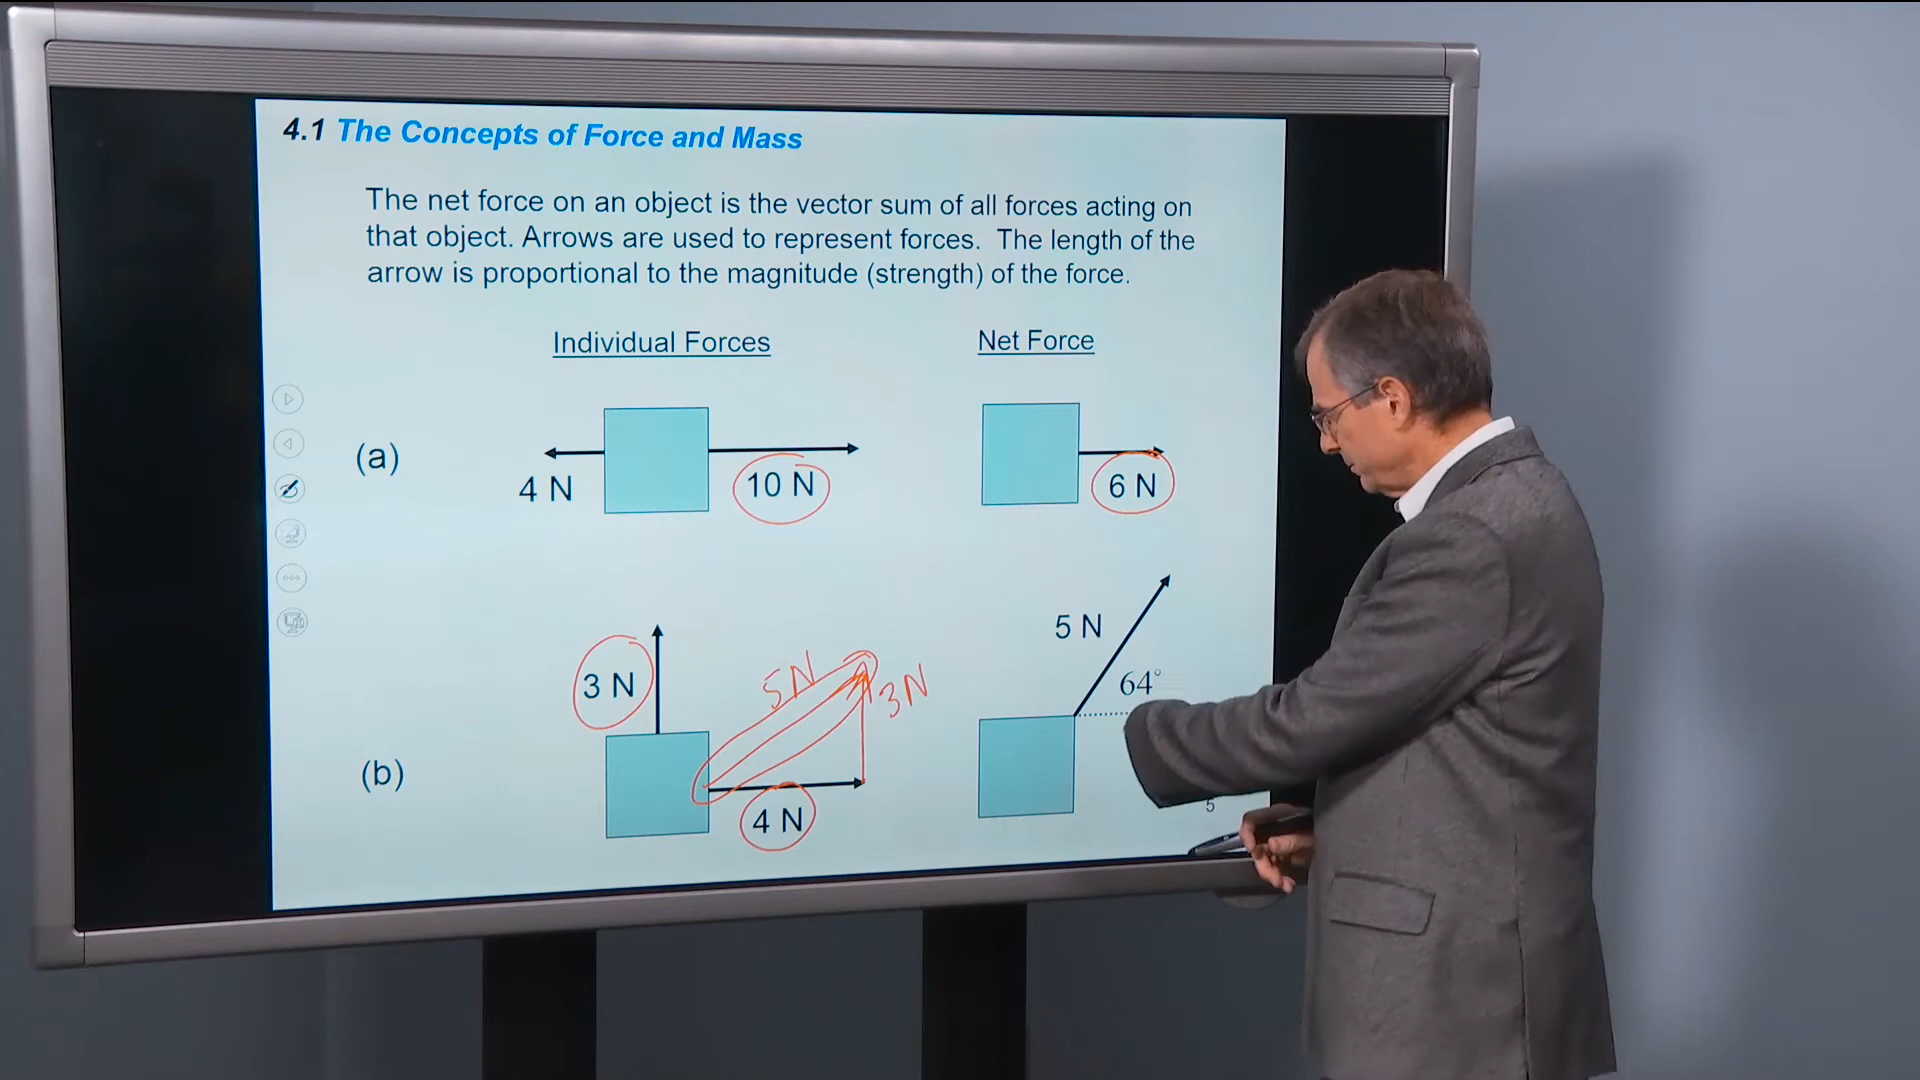 4.1 The Concepts of Force and Mass
The net force on an object is the vector sum of all forces acting on
that object. Arrows are used to represent forces. The length of the
arrow is proportional to the magnitude (strength) of the force.
Individual Forces
Net Force
(a)
4 N
10 N
6 N
(b)
3 N
5N
3N
4 N
5 N
64°
5